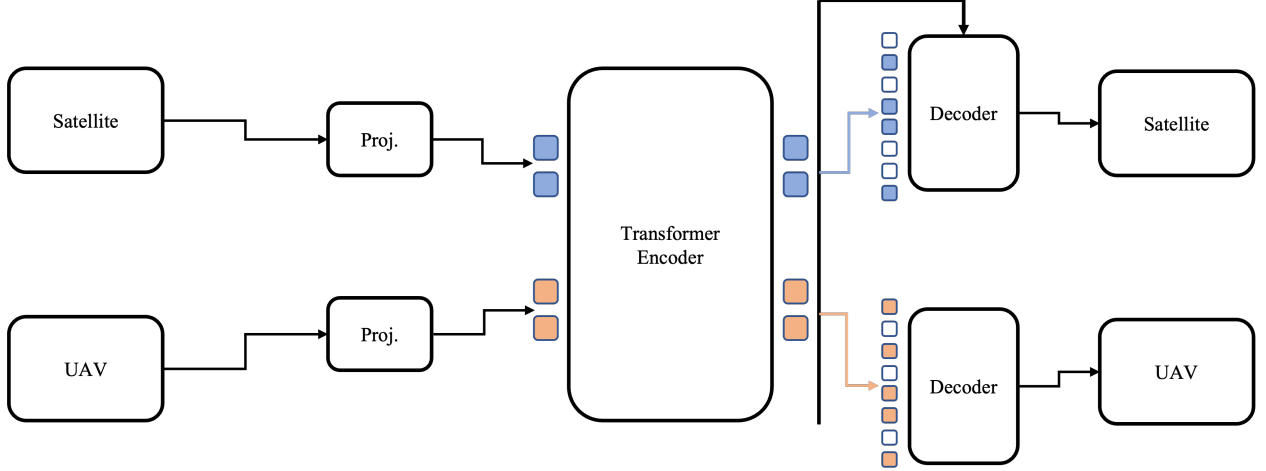 Satellite
Proj.
Transformer
Encoder
Decoder
Satellite
UAV
Proj.
Decoder
UAV